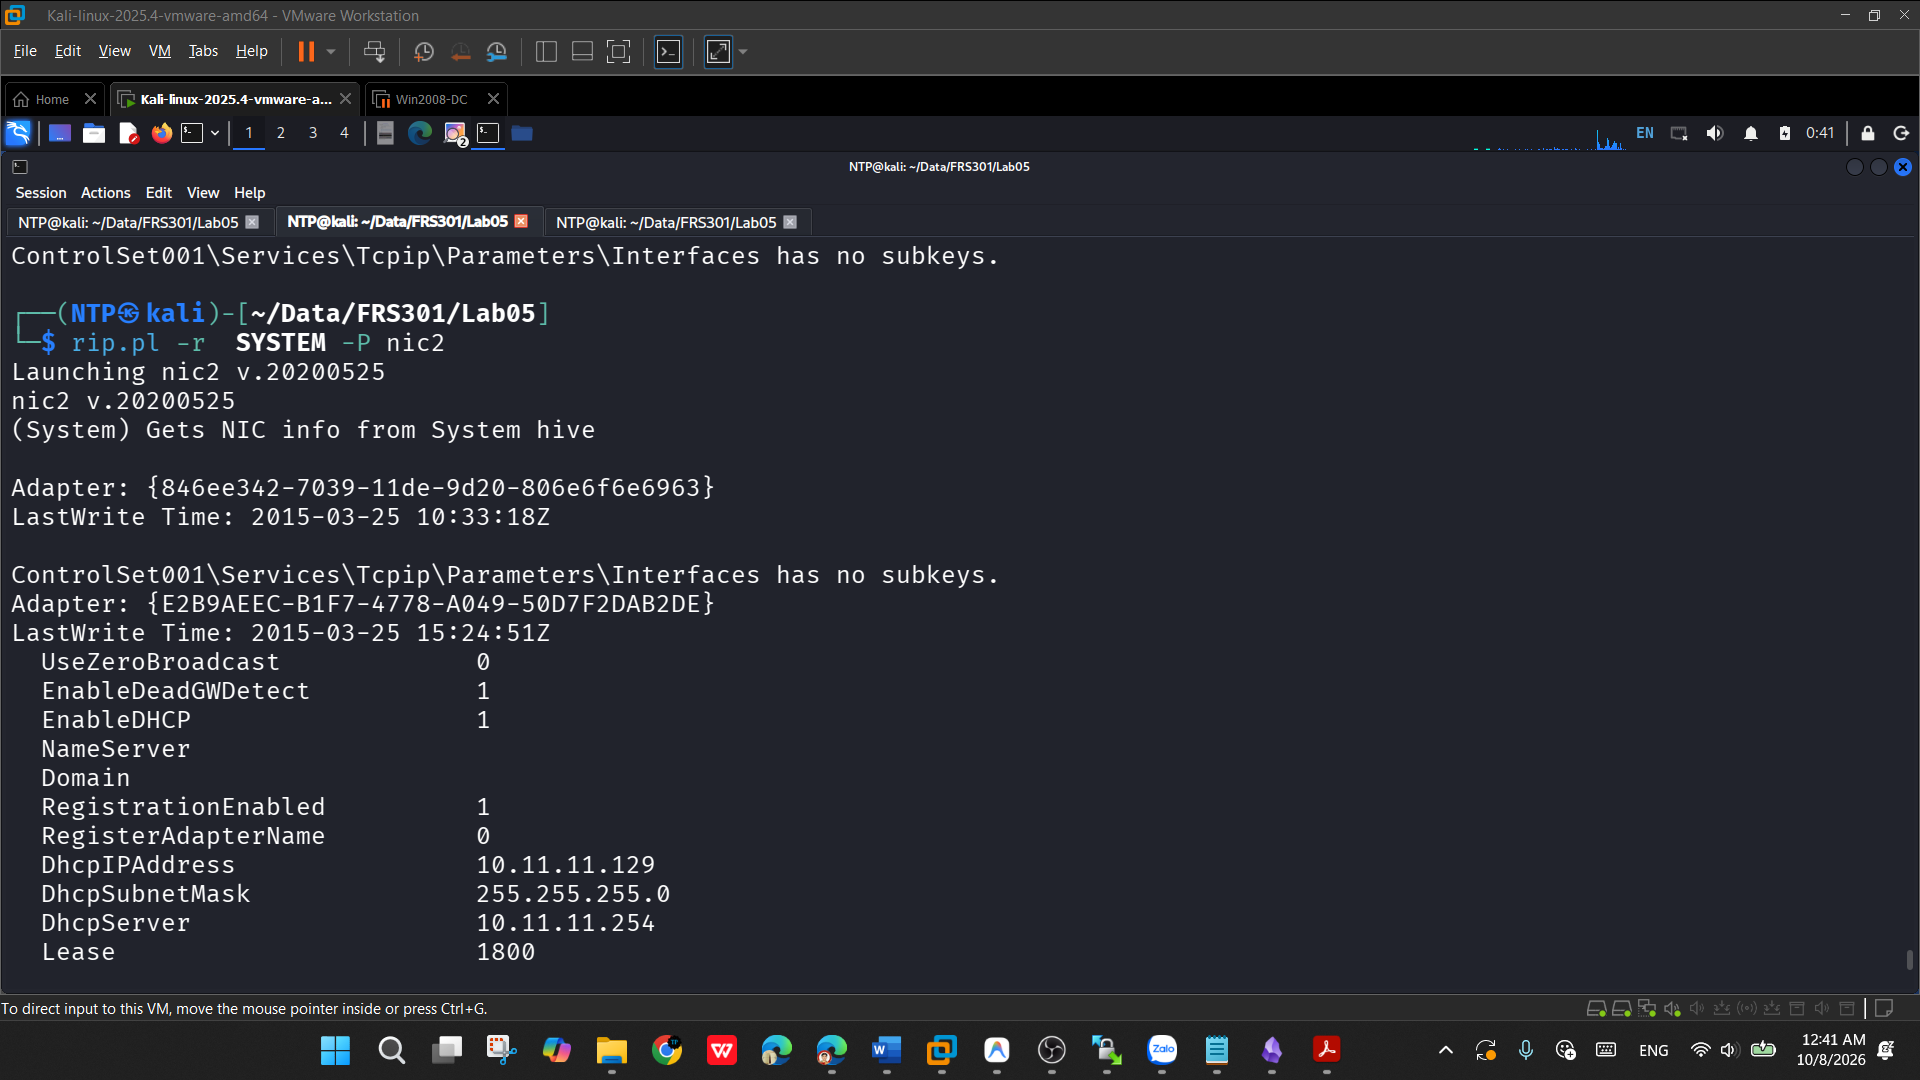 Kali-linux-2025.4-vmware-amd64 - VMware Workstation
File Edit View VM Tabs Help
Home Kali-linux-2025.4-vmware-a... Win2008-DC
1 2 3 4 2 EN 0:41
NTP@kali: ~/Data/FRS301/Lab05
Session Actions Edit View Help
NTP@kali: ~/Data/FRS301/Lab05 NTP@kali: ~/Data/FRS301/Lab05 NTP@kali: ~/Data/FRS301/Lab05
ControlSet001\Services\Tcpip\Parameters\Interfaces has no subkeys.
┌──(NTP㉿kali)-[~/Data/FRS301/Lab05]
└─$ rip.pl -r  SYSTEM -P nic2
Launching nic2 v.20200525
nic2 v.20200525
(System) Gets NIC info from System hive
Adapter: {846ee342-7039-11de-9d20-806e6f6e6963}
LastWrite Time: 2015-03-25 10:33:18Z
ControlSet001\Services\Tcpip\Parameters\Interfaces has no subkeys.
Adapter: {E2B9AEEC-B1F7-4778-A049-50D7F2DAB2DE}
LastWrite Time: 2015-03-25 15:24:51Z
UseZeroBroadcast 0
EnableDeadGWDetect 1
EnableDHCP 1
NameServer
Domain
RegistrationEnabled 1
RegisterAdapterName 0
DhcpIPAddress 10.11.11.129
DhcpSubnetMask 255.255.255.0
DhcpServer 10.11.11.254
Lease 1800
To direct input to this VM, move the mouse pointer inside or press Ctrl+G.
Zalo ENG 12:41 AM
10/8/2026